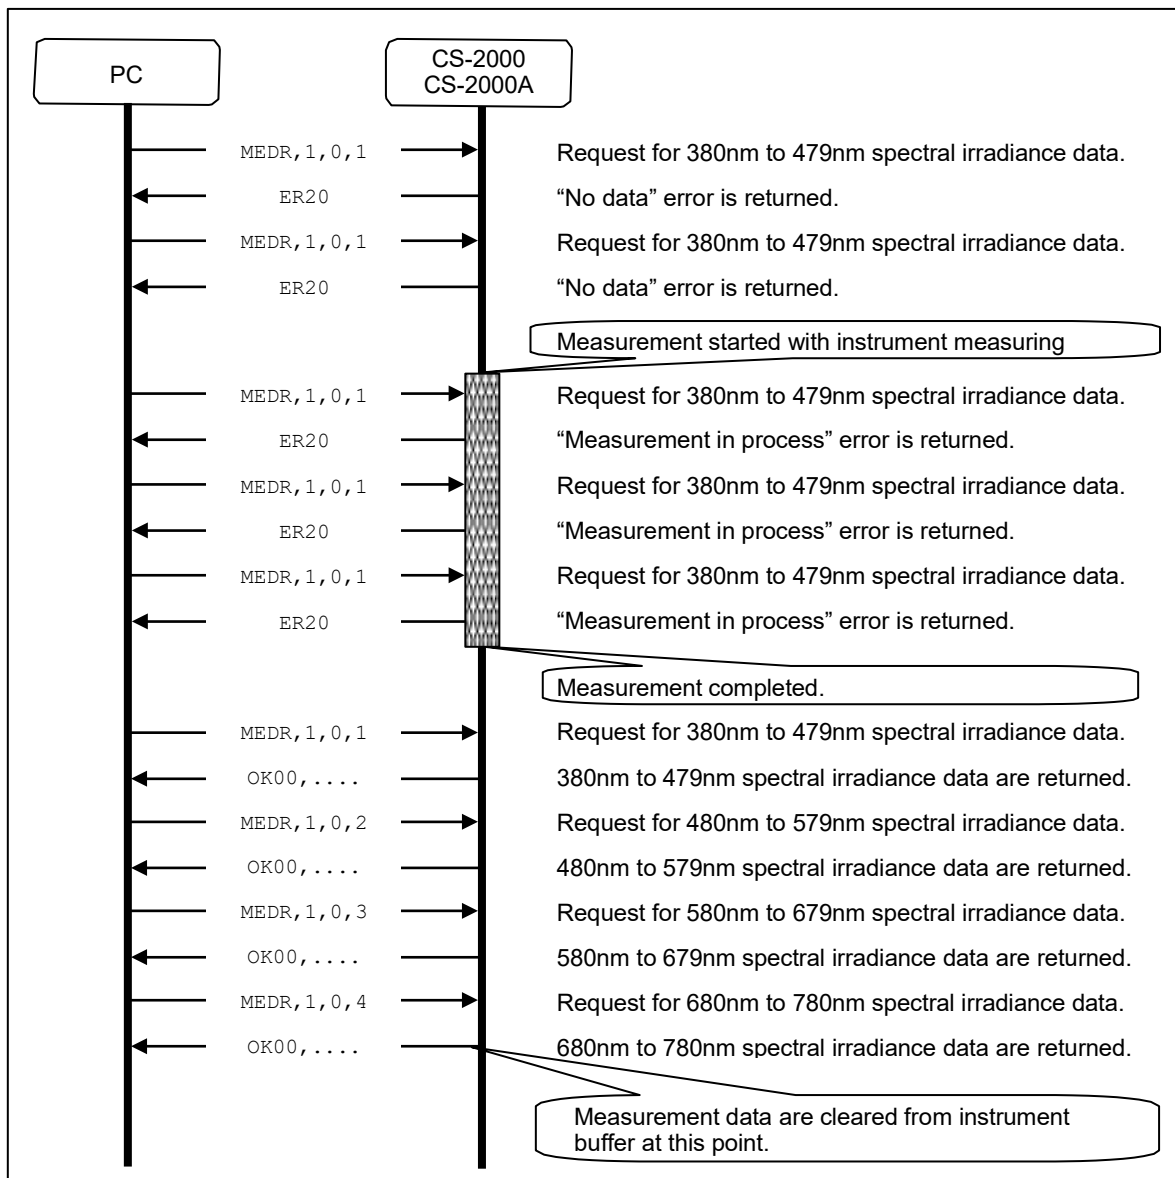 PC
CS-2000
CS-2000A
MEDR,1,0,1
Request for 380nm to 479nm spectral irradiance data.
ER20
“No data” error is returned.
MEDR,1,0,1
Request for 380nm to 479nm spectral irradiance data.
ER20
“No data” error is returned.
Measurement started with instrument measuring
MEDR,1,0,1
Request for 380nm to 479nm spectral irradiance data.
ER20
“Measurement in process” error is returned.
MEDR,1,0,1
Request for 380nm to 479nm spectral irradiance data.
ER20
“Measurement in process” error is returned.
MEDR,1,0,1
Request for 380nm to 479nm spectral irradiance data.
ER20
“Measurement in process” error is returned.
Measurement completed.
MEDR,1,0,1
Request for 380nm to 479nm spectral irradiance data.
OK00,....
380nm to 479nm spectral irradiance data are returned.
MEDR,1,0,2
Request for 480nm to 579nm spectral irradiance data.
OK00,....
480nm to 579nm spectral irradiance data are returned.
MEDR,1,0,3
Request for 580nm to 679nm spectral irradiance data.
OK00,....
580nm to 679nm spectral irradiance data are returned.
MEDR,1,0,4
Request for 680nm to 780nm spectral irradiance data.
OK00,....
680nm to 780nm spectral irradiance data are returned.
Measurement data are cleared from instrument
buffer at this point.